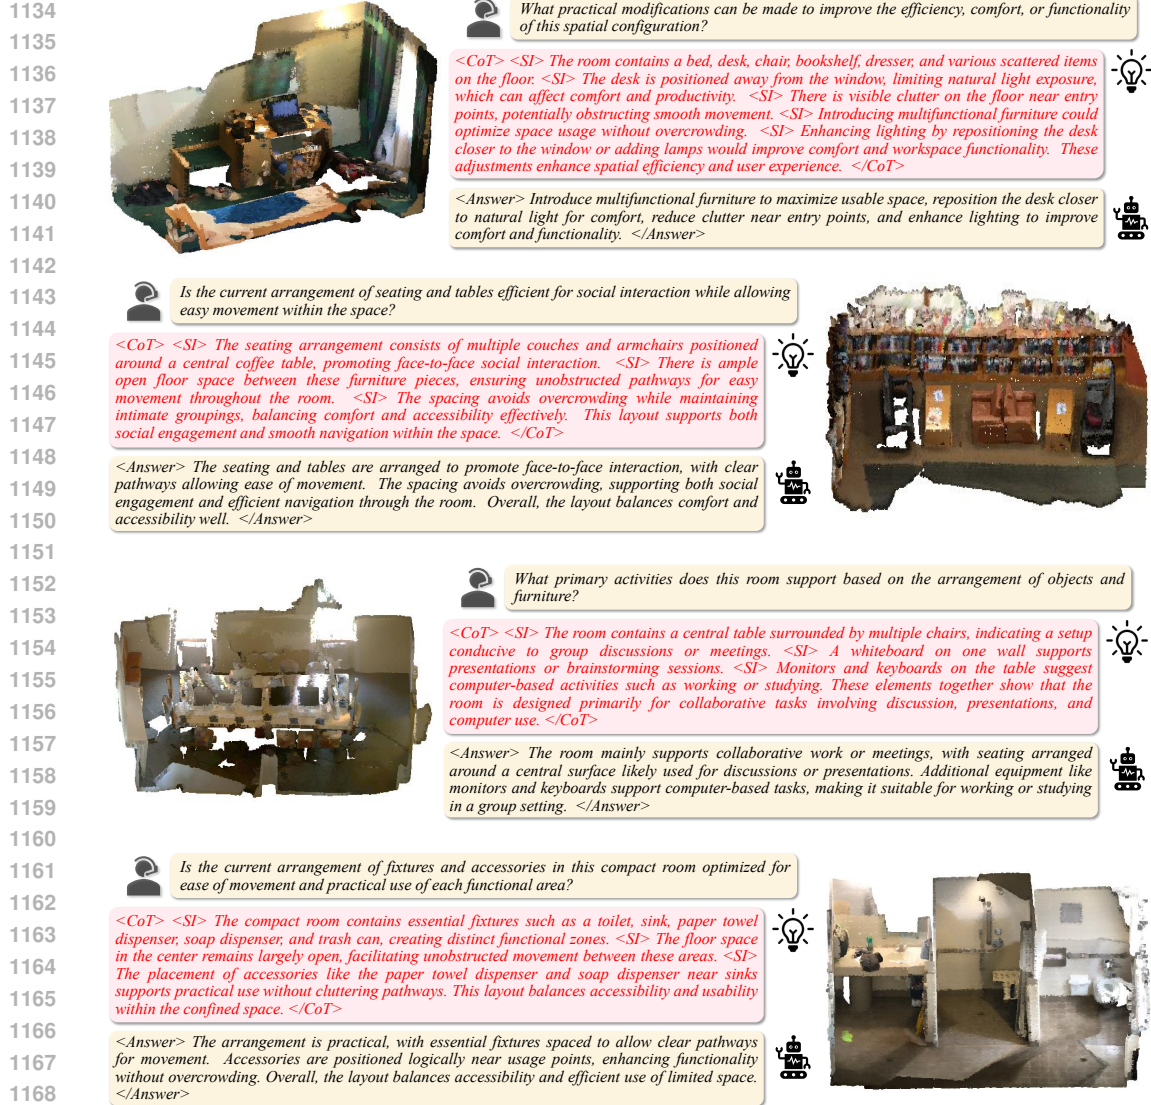 1134
1135
1136
1137
1138
1139
1140
1141
1142
1143
1144
1145
1146
1147
1148
1149
1150
1151
1152
1153
1154
1155
1156
1157
1158
1159
1160
1161
1162
1163
1164
1165
1166
1167
1168
What practical modifications can be made to improve the efficiency, comfort, or functionality
of this spatial configuration?
<CoT> <SI> The room contains a bed, desk, chair, bookshelf, dresser, and various scattered items
on the floor. <SI> The desk is positioned away from the window, limiting natural light exposure,
which can affect comfort and productivity. <SI> There is visible clutter on the floor near entry
points, potentially obstructing smooth movement. <SI> Introducing multifunctional furniture could
optimize space usage without overcrowding. <SI> Enhancing lighting by repositioning the desk
closer to the window or adding lamps would improve comfort and workspace functionality. These
adjustments enhance spatial efficiency and user experience. </CoT>
<Answer> Introduce multifunctional furniture to maximize usable space, reposition the desk closer
to natural light for comfort, reduce clutter near entry points, and enhance lighting to improve
comfort and functionality. </Answer>
Is the current arrangement of seating and tables efficient for social interaction while allowing
easy movement within the space?
<CoT> <SI> The seating arrangement consists of multiple couches and armchairs positioned
around a central coffee table, promoting face-to-face social interaction. <SI> There is ample
open floor space between these furniture pieces, ensuring unobstructed pathways for easy
movement throughout the room. <SI> The spacing avoids overcrowding while maintaining
intimate groupings, balancing comfort and accessibility effectively. This layout supports both
social engagement and smooth navigation within the space. </CoT>
<Answer> The seating and tables are arranged to promote face-to-face interaction, with clear
pathways allowing ease of movement. The spacing avoids overcrowding, supporting both social
engagement and efficient navigation through the room. Overall, the layout balances comfort and
accessibility well. </Answer>
What primary activities does this room support based on the arrangement of objects and
furniture?
<CoT> <SI> The room contains a central table surrounded by multiple chairs, indicating a setup
conducive to group discussions or meetings. <SI> A whiteboard on one wall supports
presentations or brainstorming sessions. <SI> Monitors and keyboards on the table suggest
computer-based activities such as working or studying. These elements together show that the
room is designed primarily for collaborative tasks involving discussion, presentations, and
computer use. </CoT>
<Answer> The room mainly supports collaborative work or meetings, with seating arranged
around a central surface likely used for discussions or presentations. Additional equipment like
monitors and keyboards support computer-based tasks, making it suitable for working or studying
in a group setting. </Answer>
Is the current arrangement of fixtures and accessories in this compact room optimized for
ease of movement and practical use of each functional area?
<CoT> <SI> The compact room contains essential fixtures such as a toilet, sink, paper towel
dispenser, soap dispenser, and trash can, creating distinct functional zones. <SI> The floor space
in the center remains largely open, facilitating unobstructed movement between these areas. <SI>
The placement of accessories like the paper towel dispenser and soap dispenser near sinks
supports practical use without cluttering pathways. This layout balances accessibility and usability
within the confined space. </CoT>
<Answer> The arrangement is practical, with essential fixtures spaced to allow clear pathways
for movement. Accessories are positioned logically near usage points, enhancing functionality
without overcrowding. Overall, the layout balances accessibility and efficient use of limited space.
</Answer>